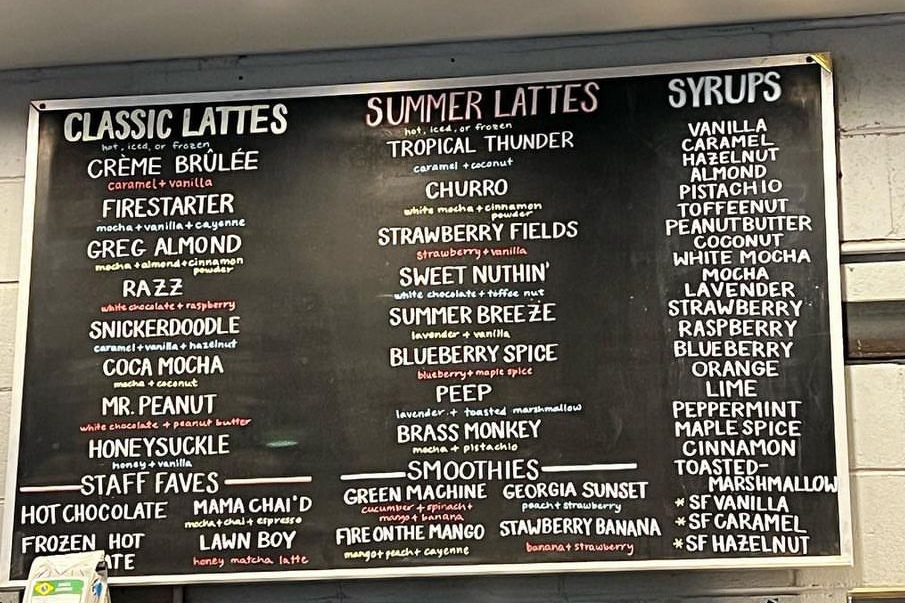 CLASSIC LATTES
hot, iced, or frozen
CRÈME BRÛLÉE
caramel + vanilla
FIRESTARTER
mocha + vanilla + cayenne
GREG ALMOND
mocha + almond + cinnamon
powder
RAZZ
white chocolate + raspberry
SNICKERDOODLE
caramel + vanilla + hazelnut
COCA MOCHA
mocha + coconut
MR. PEANUT
white chocolate + peanut butter
HONEYSUCKLE
honey + vanilla
STAFF FAVES
HOT CHOCOLATE
FROZEN HOT
ATE
MAMA CHAI'D
mocha + chai + espresso
LAWN BOY
honey matcha latte
SUMMER LATTES
hot, iced, or frozen
TROPICAL THUNDER
caramel + coconut
CHURRO
white mocha + cinnamon
powder
STRAWBERRY FIELDS
strawberry + vanilla
SWEET NUTHIN'
white chocolate + toffee nut
SUMMER BREEZE
lavender + vanilla
BLUEBERRY SPICE
blueberry + maple spice
PEEP
lavender + toasted marshmallow
BRASS MONKEY
mocha + pistachio
SMOOTHIES
GREEN MACHINE
cucumber + spinach +
mango + banana
FIRE ON THE MANGO
mango + peach + cayenne
GEORGIA SUNSET
peach + strawberry
STAWBERRY BANANA
banana + strawberry
SYRUPS
VANILLA
CARAMEL
HAZELNUT
ALMOND
PISTACHIO
TOFFEENUT
PEANUT BUTTER
COCONUT
WHITE MOCHA
MOCHA
LAVENDER
STRAWBERRY
RASPBERRY
BLUEBERRY
ORANGE
LIME
PEPPERMINT
MAPLE SPICE
CINNAMON
TOASTED-
MARSHMALLOW
* SF VANILLA
* SF CARAMEL
* SF HAZELNUT